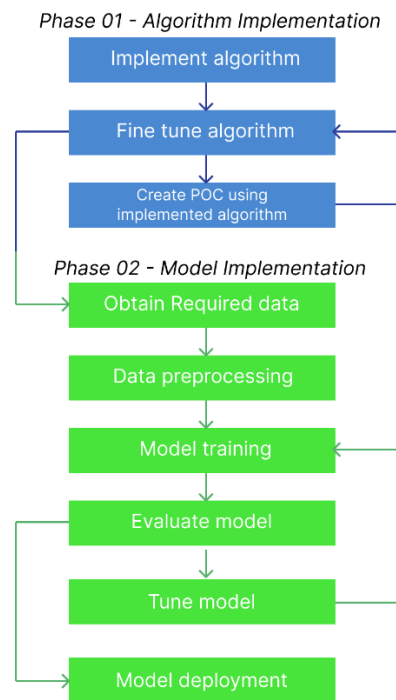 Phase 01 - Algorithm Implementation
Implement algorithm
Fine tune algorithm
Create POC using
implemented algorithm
Phase 02 - Model Implementation
Obtain Required data
Data preprocessing
Model training
Evaluate model
Tune model
Model deployment